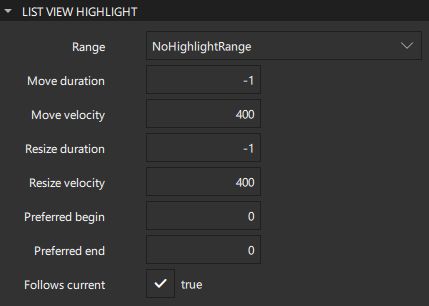 LIST VIEW HIGHLIGHT
Range NoHighlightRange
Move duration -1
Move velocity 400
Resize duration -1
Resize velocity 400
Preferred begin 0
Preferred end 0
Follows current true